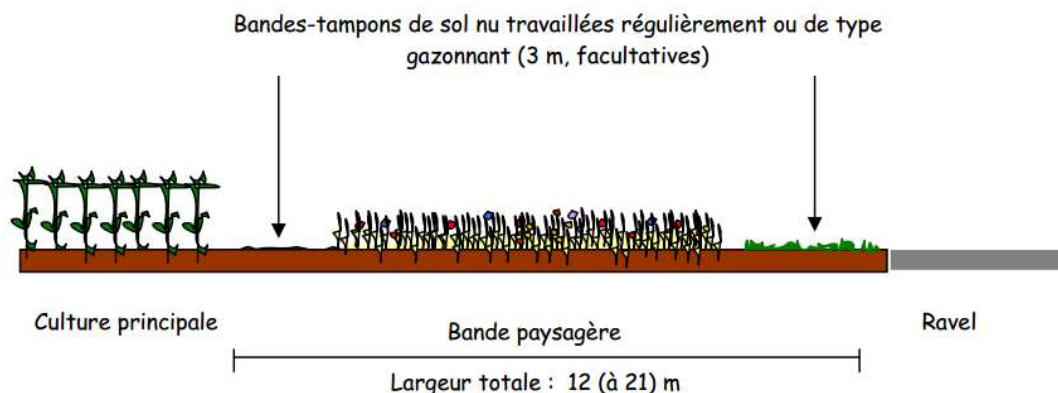 Bandes-tampons de sol nu travaillées régulièrement ou de type
gazonnant (3 m, facultatives)
Culture principale
Bande paysagère
Ravel
Largeur totale : 12 (à 21) m